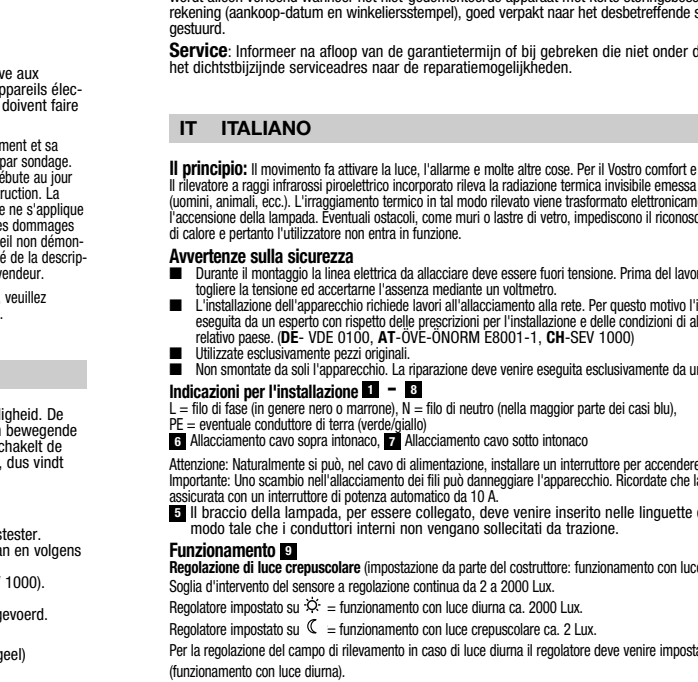 ve aux
ppareils élec-
doivent faire
ment et sa
par sondage.
ébute au jour
ruction. La
e ne s'applique
es dommages
eil non démon-
é de la descrip-
vendeur.
, veuillez
.
ligheid. De
n bewegende
chakelt de
, dus vindt
stester.
an en volgens
/ 1000).
gevoerd.
geel)
rekening (aankoop-datum en winkeliersstempel), goed verpakt naar het desbetreffende s
gestuurd.
Service: Informeer na afloop van de garantietermijn of bij gebreken die niet onder d
het dichtstbijzijnde serviceadres naar de reparatiemogelijkheden.
IT ITALIANO
Il principio: Il movimento fa attivare la luce, l'allarme e molte altre cose. Per il Vostro comfort e
Il rilevatore a raggi infrarossi piroelettrico incorporato rileva la radiazione termica invisibile emessa
(uomini, animali, ecc.). L'irraggiamento termico in tal modo rilevato viene trasformato elettronicam
l'accensione della lampada. Eventuali ostacoli, come muri o lastre di vetro, impediscono il riconosc
di calore e pertanto l'utilizzatore non entra in funzione.
Avvertenze sulla sicurezza
■ Durante il montaggio la linea elettrica da allacciare deve essere fuori tensione. Prima del lavor
togliere la tensione ed accertarne l'assenza mediante un voltmetro.
■ L'installazione dell'apparecchio richiede lavori all'allacciamento alla rete. Per questo motivo l'i
eseguita da un esperto con rispetto delle prescrizioni per l'installazione e delle condizioni di al
relativo paese. (DE- VDE 0100, AT-ÖVE-ÖNORM E8001-1, CH-SEV 1000)
■ Utilizzate esclusivamente pezzi originali.
■ Non smontate da soli l'apparecchio. La riparazione deve venire eseguita esclusivamente da un
Indicazioni per l'installazione 1 – 8
L = filo di fase (in genere nero o marrone), N = filo di neutro (nella maggior parte dei casi blu),
PE = eventuale conduttore di terra (verde/giallo)
6 Allacciamento cavo sopra intonaco, 7 Allacciamento cavo sotto intonaco
Attenzione: Naturalmente si può, nel cavo di alimentazione, installare un interruttore per accendere
Importante: Uno scambio nell'allacciamento dei fili può danneggiare l'apparecchio. Ricordate che la
assicurata con un interruttore di potenza automatico da 10 A.
5 Il braccio della lampada, per essere collegato, deve venire inserito nelle linguette d
modo tale che i conduttori interni non vengano sollecitati da trazione.
Funzionamento 9
Regolazione di luce crepuscolare (impostazione da parte del costruttore: funzionamento con luce
Soglia d'intervento del sensore a regolazione continua da 2 a 2000 Lux.
Regolatore impostato su ☼ = funzionamento con luce diurna ca. 2000 Lux.
Regolatore impostato su ☾ = funzionamento con luce crepuscolare ca. 2 Lux.
Per la regolazione del campo di rilevamento in caso di luce diurna il regolatore deve venire imposta
(funzionamento con luce diurna).